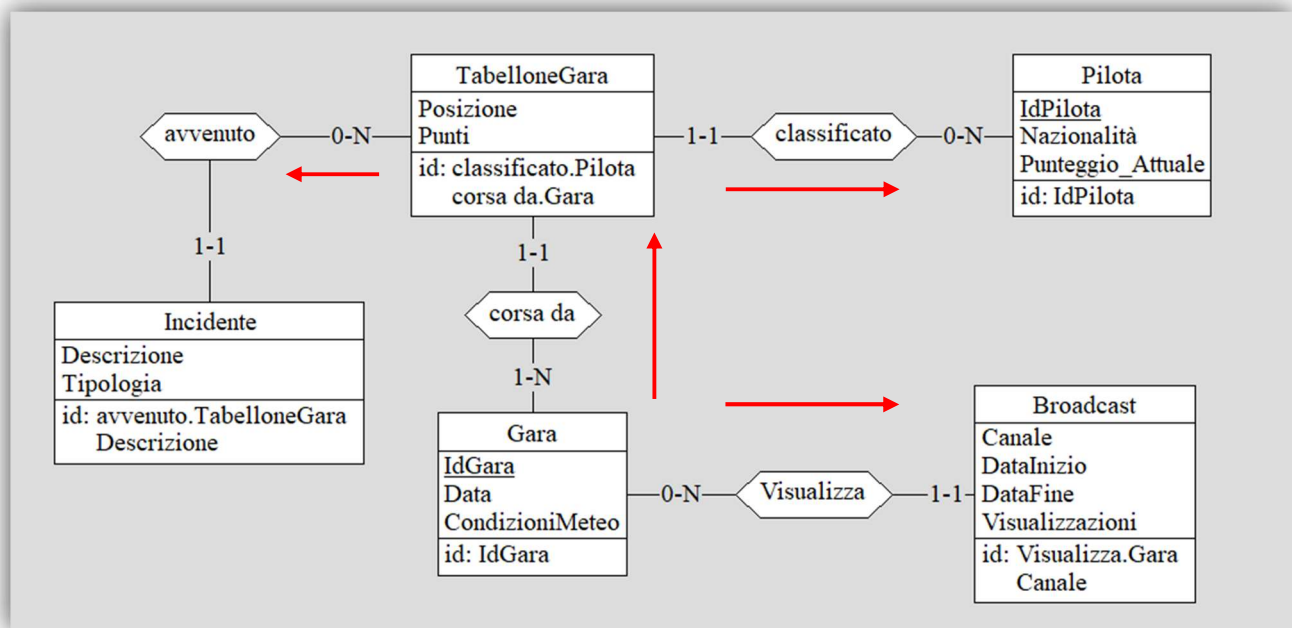 TabelloneGara
Posizione
Punti
id: classificato.Pilota
corsa da.Gara
Pilota
IdPilota
Nazionalità
Punteggio_Attuale
id: IdPilota
avvenuto
0-N
1-1
classificato
0-N
1-1
1-1
Incidente
Descrizione
Tipologia
id: avvenuto.TabelloneGara
Descrizione
corsa da
1-N
Gara
IdGara
Data
CondizioniMeteo
id: IdGara
0-N
Visualizza
1-1
Broadcast
Canale
DataInizio
DataFine
Visualizzazioni
id: Visualizza.Gara
Canale